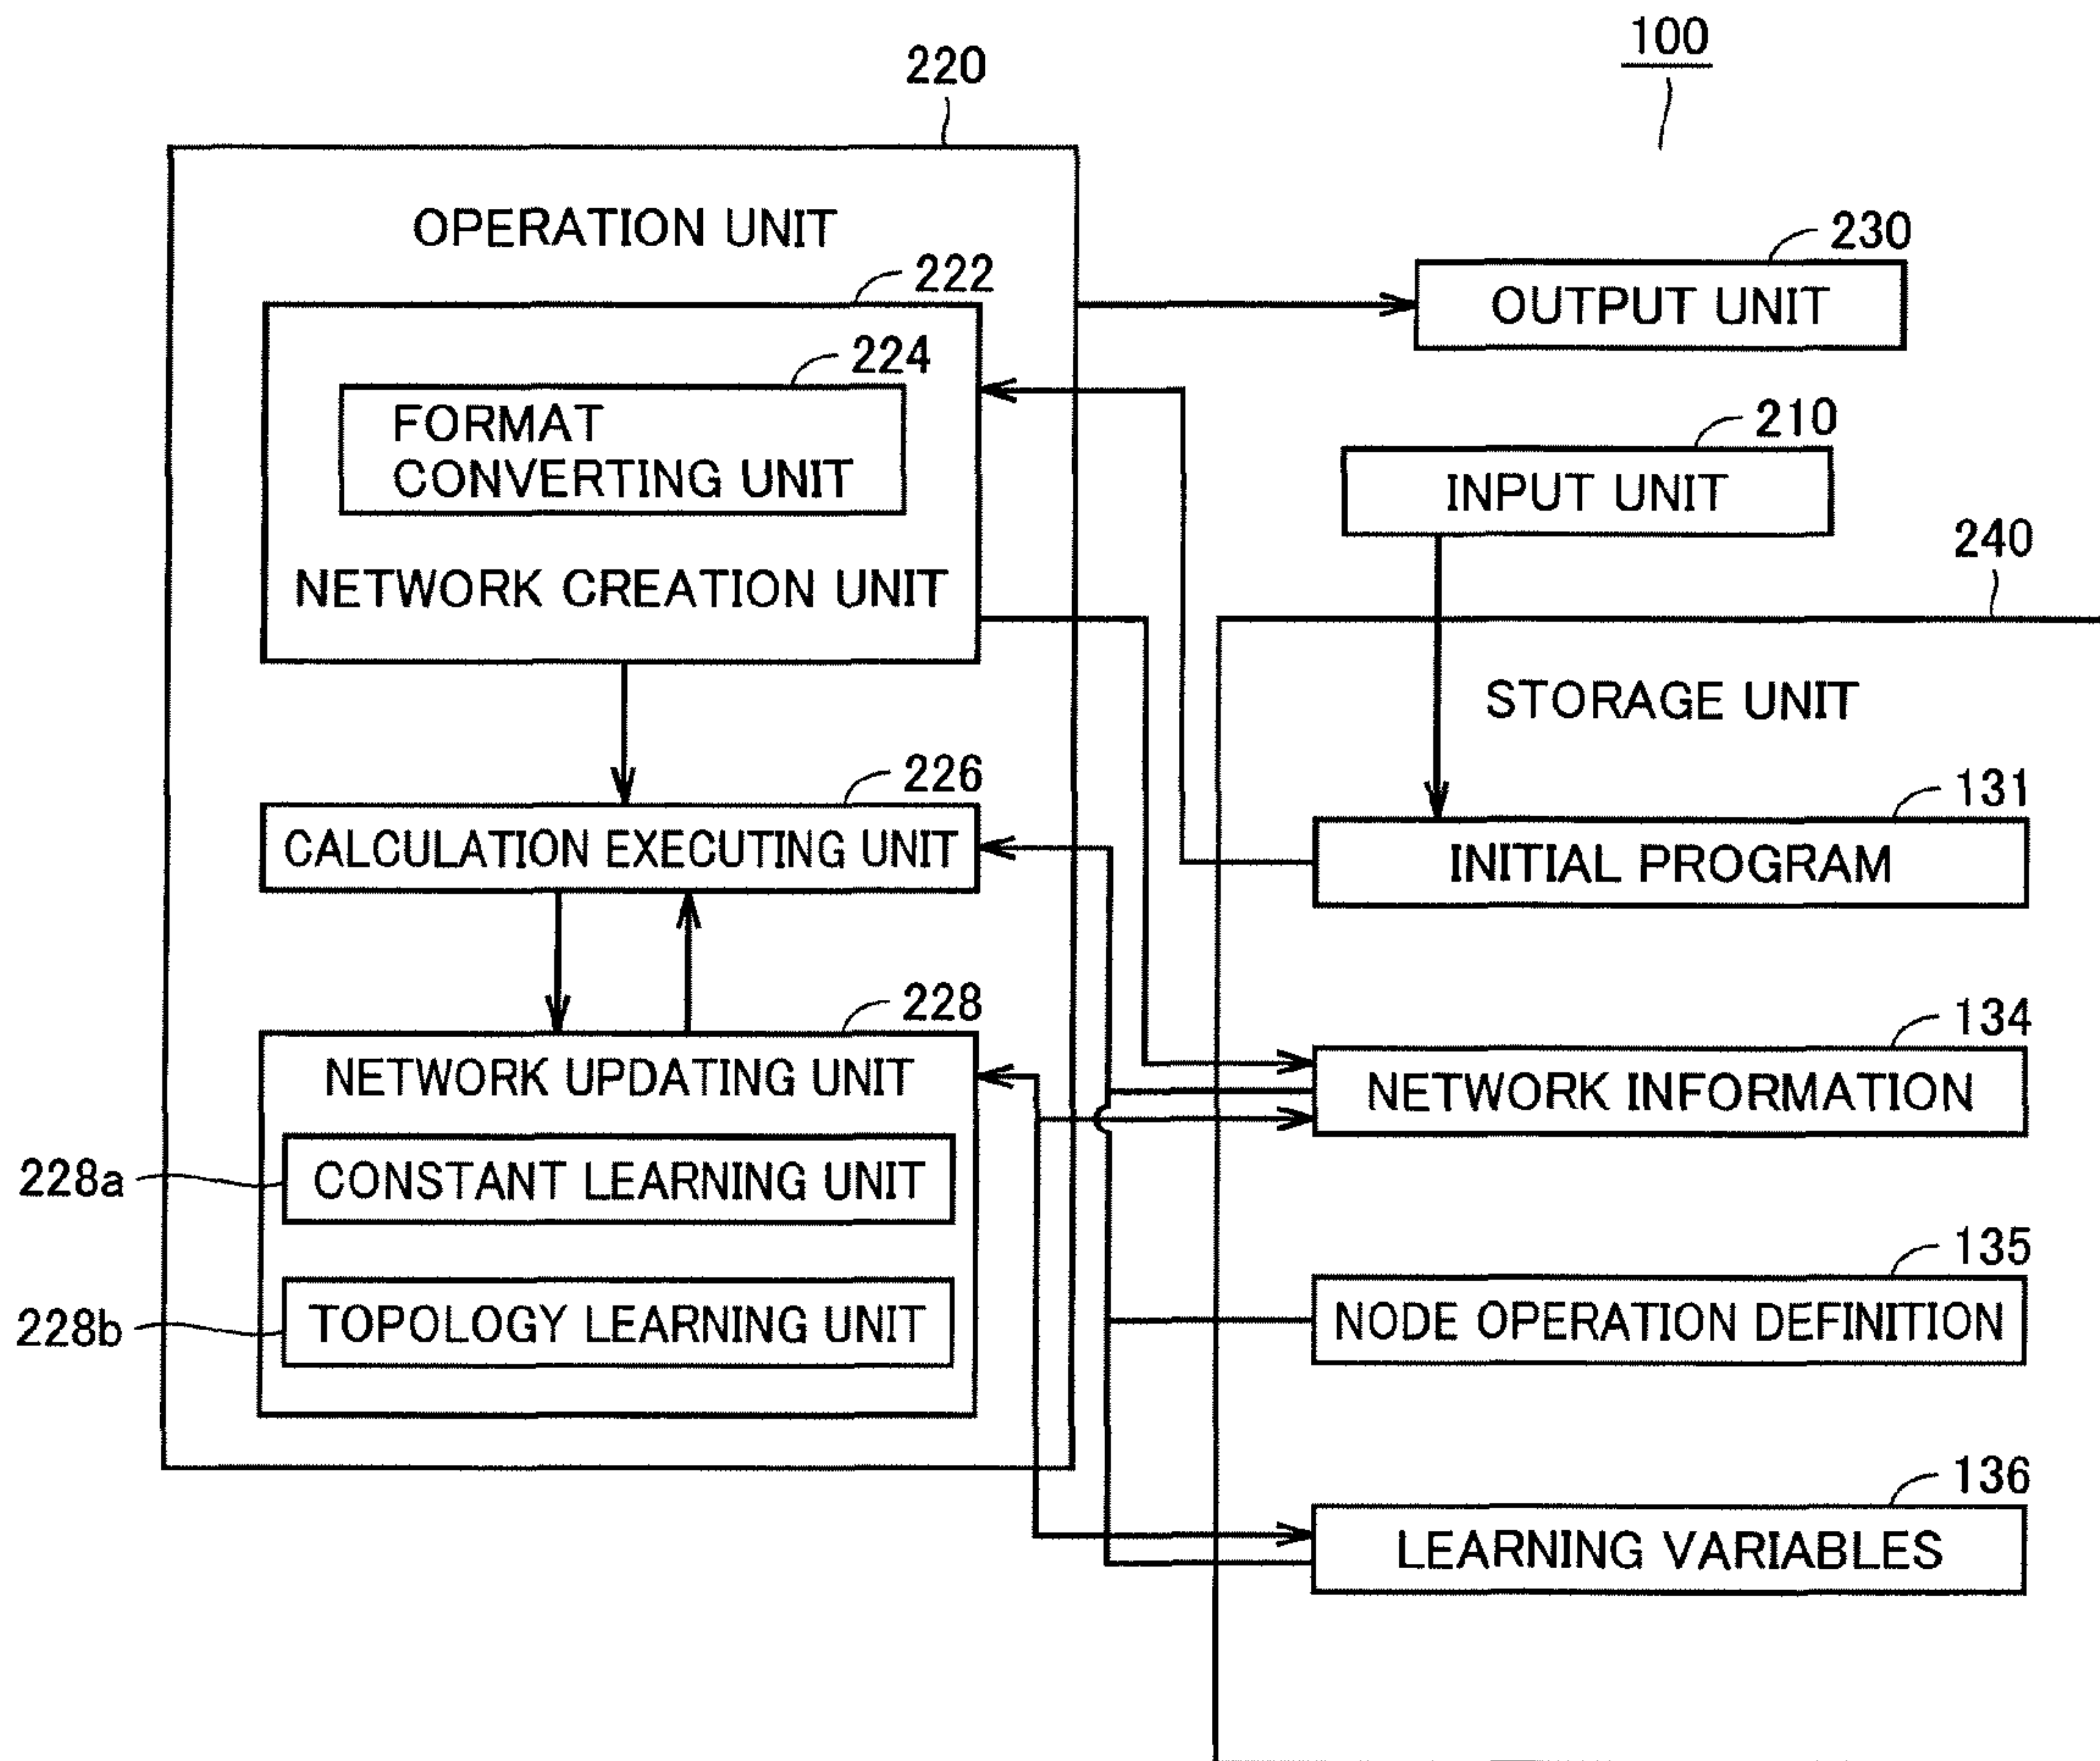 100
220
OPERATION UNIT
222
224
FORMAT
CONVERTING UNIT
NETWORK CREATION UNIT
226
CALCULATION EXECUTING UNIT
228
NETWORK UPDATING UNIT
228a
CONSTANT LEARNING UNIT
228b
TOPOLOGY LEARNING UNIT
230
OUTPUT UNIT
210
INPUT UNIT
240
STORAGE UNIT
131
INITIAL PROGRAM
134
NETWORK INFORMATION
135
NODE OPERATION DEFINITION
136
LEARNING VARIABLES